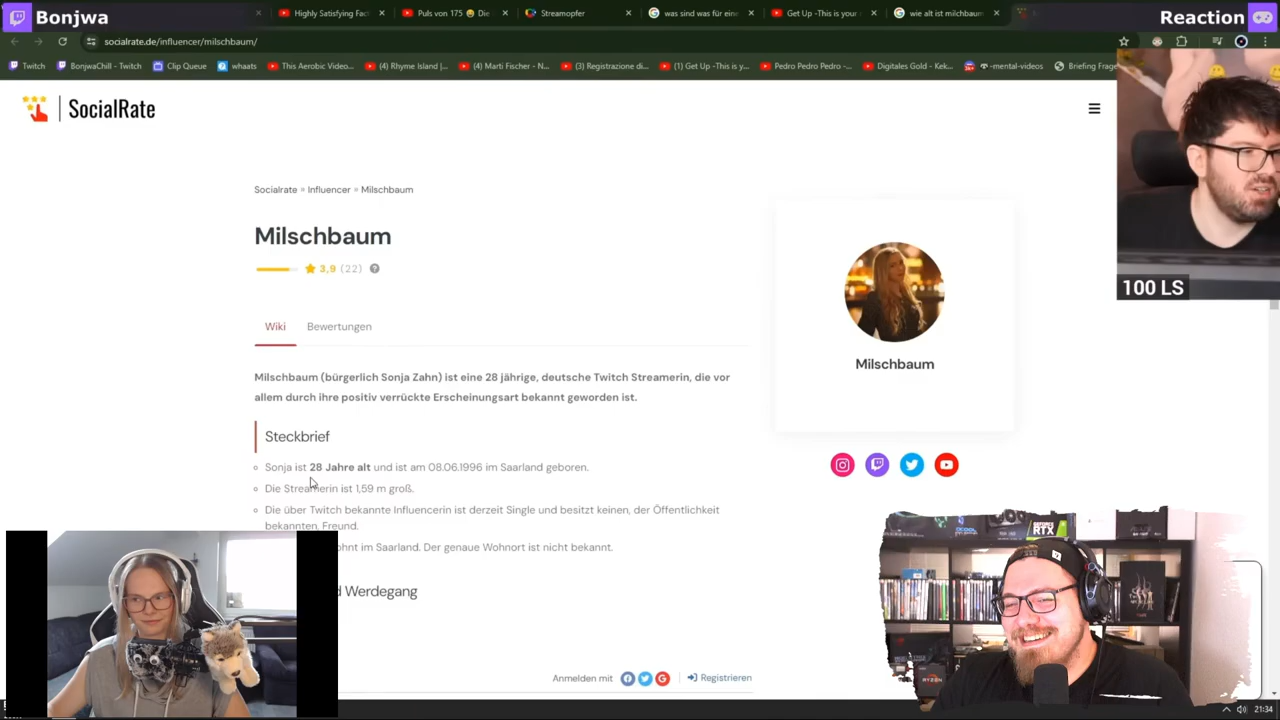 Bonjwa
Highly Satisfying Fact
Puls von 175 😂 Die
Streamopfer
was sind was für eine
Get Up -This is your
wie alt ist milchbaum
Reaction
socialrate.de/influencer/milschbaum/
Twitch
BonjwaChill - Twitch
Clip Queue
whaats
This Aerobic Video...
(4) Rhyme Island |...
(4) Marti Fischer - N...
(3) Registrazione di...
(1) Get Up -This is y...
Pedro Pedro Pedro -...
Digitales Gold - Kek...
-mental-videos
Briefing Frage
SocialRate
Socialrate » Influencer » Milschbaum
Milschbaum
3,9 (22) ?
Wiki Bewertungen
Milschbaum (bürgerlich Sonja Zahn) ist eine 28 jährige, deutsche Twitch Streamerin, die vor
allem durch ihre positiv verrückte Erscheinungsart bekannt geworden ist.
Milschbaum
Steckbrief
Sonja ist 28 Jahre alt und ist am 08.06.1996 im Saarland geboren.
Die Streamerin ist 1,59 m groß.
Die über Twitch bekannte Influencerin ist derzeit Single und besitzt keinen, der Öffentlichkeit
bekannten, Freund.
ohnt im Saarland. Der genaue Wohnort ist nicht bekannt.
d Werdegang
Anmelden mit
Registrieren
100 LS
GEFORCE
RTX
RYZEN
21:34